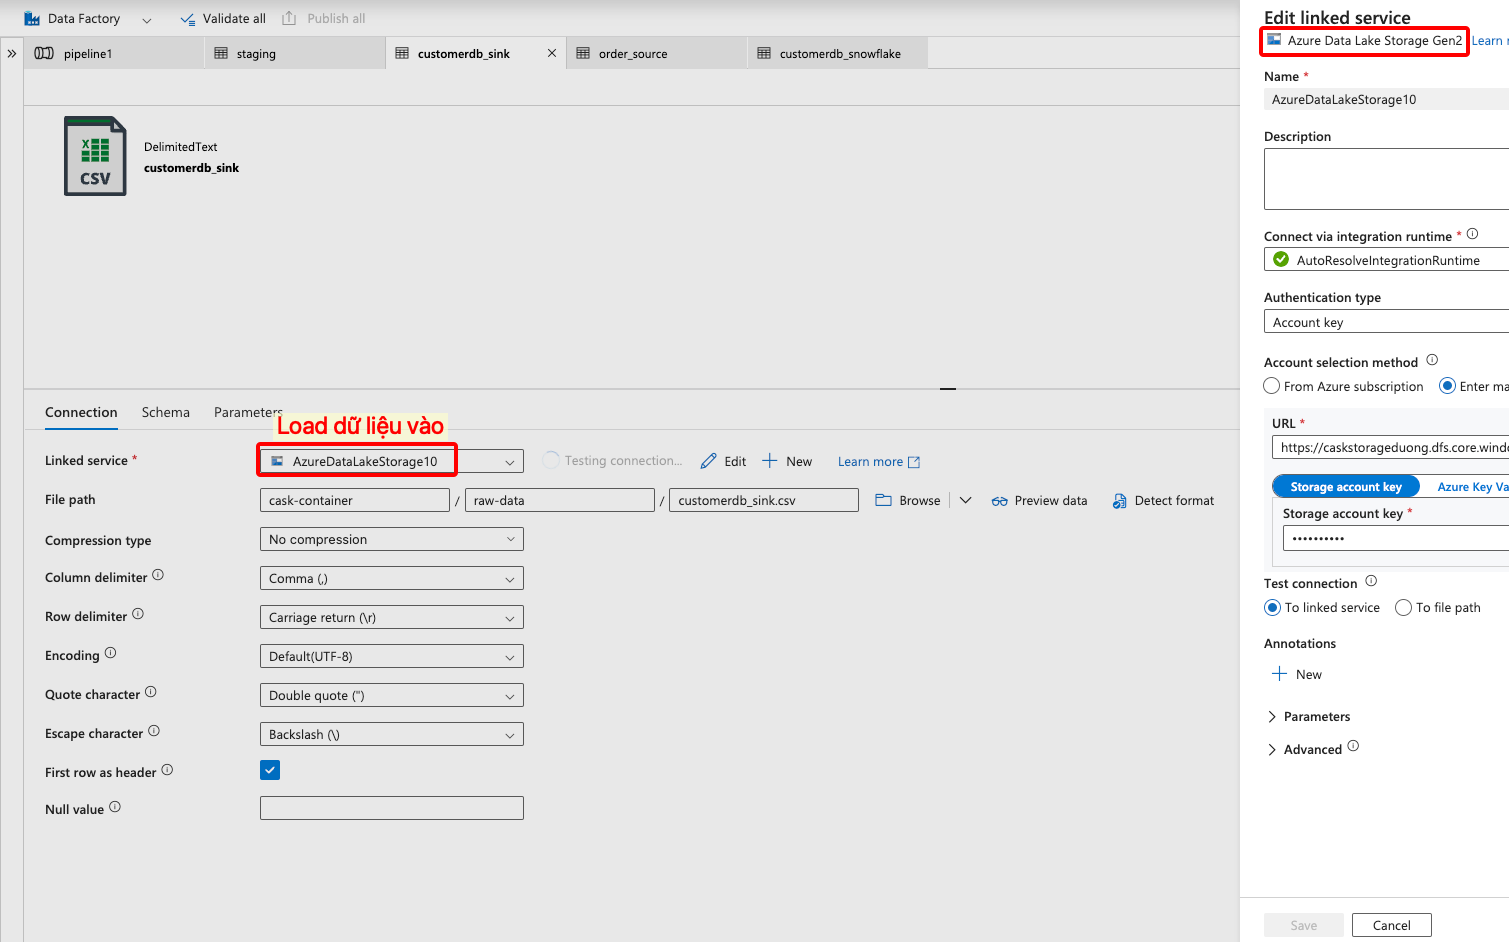 Data Factory
Validate all
Publish all
pipeline1
staging
customerdb_sink
order_source
customerdb_snowflake
CSV
DelimitedText
customerdb_sink
Connection
Schema
Parameters
Load dữ liệu vào
Linked service *
AzureDataLakeStorage10
Testing connection...
Edit
New
Learn more
File path
cask-container
/
raw-data
/
customerdb_sink.csv
Browse
Preview data
Detect format
Compression type
No compression
Column delimiter
Comma (,)
Row delimiter
Carriage return (\r)
Encoding
Default(UTF-8)
Quote character
Double quote (")
Escape character
Backslash (\)
First row as header
Null value
Edit linked service
Azure Data Lake Storage Gen2
Learn
Name *
AzureDataLakeStorage10
Description
Connect via integration runtime *
AutoResolveIntegrationRuntime
Authentication type
Account key
Account selection method
From Azure subscription
Enter ma
URL *
https://caskstorageduong.dfs.core.windo
Storage account key
Azure Key Va
Storage account key *
••••••••••
Test connection
To linked service
To file path
Annotations
New
Parameters
Advanced
Save
Cancel